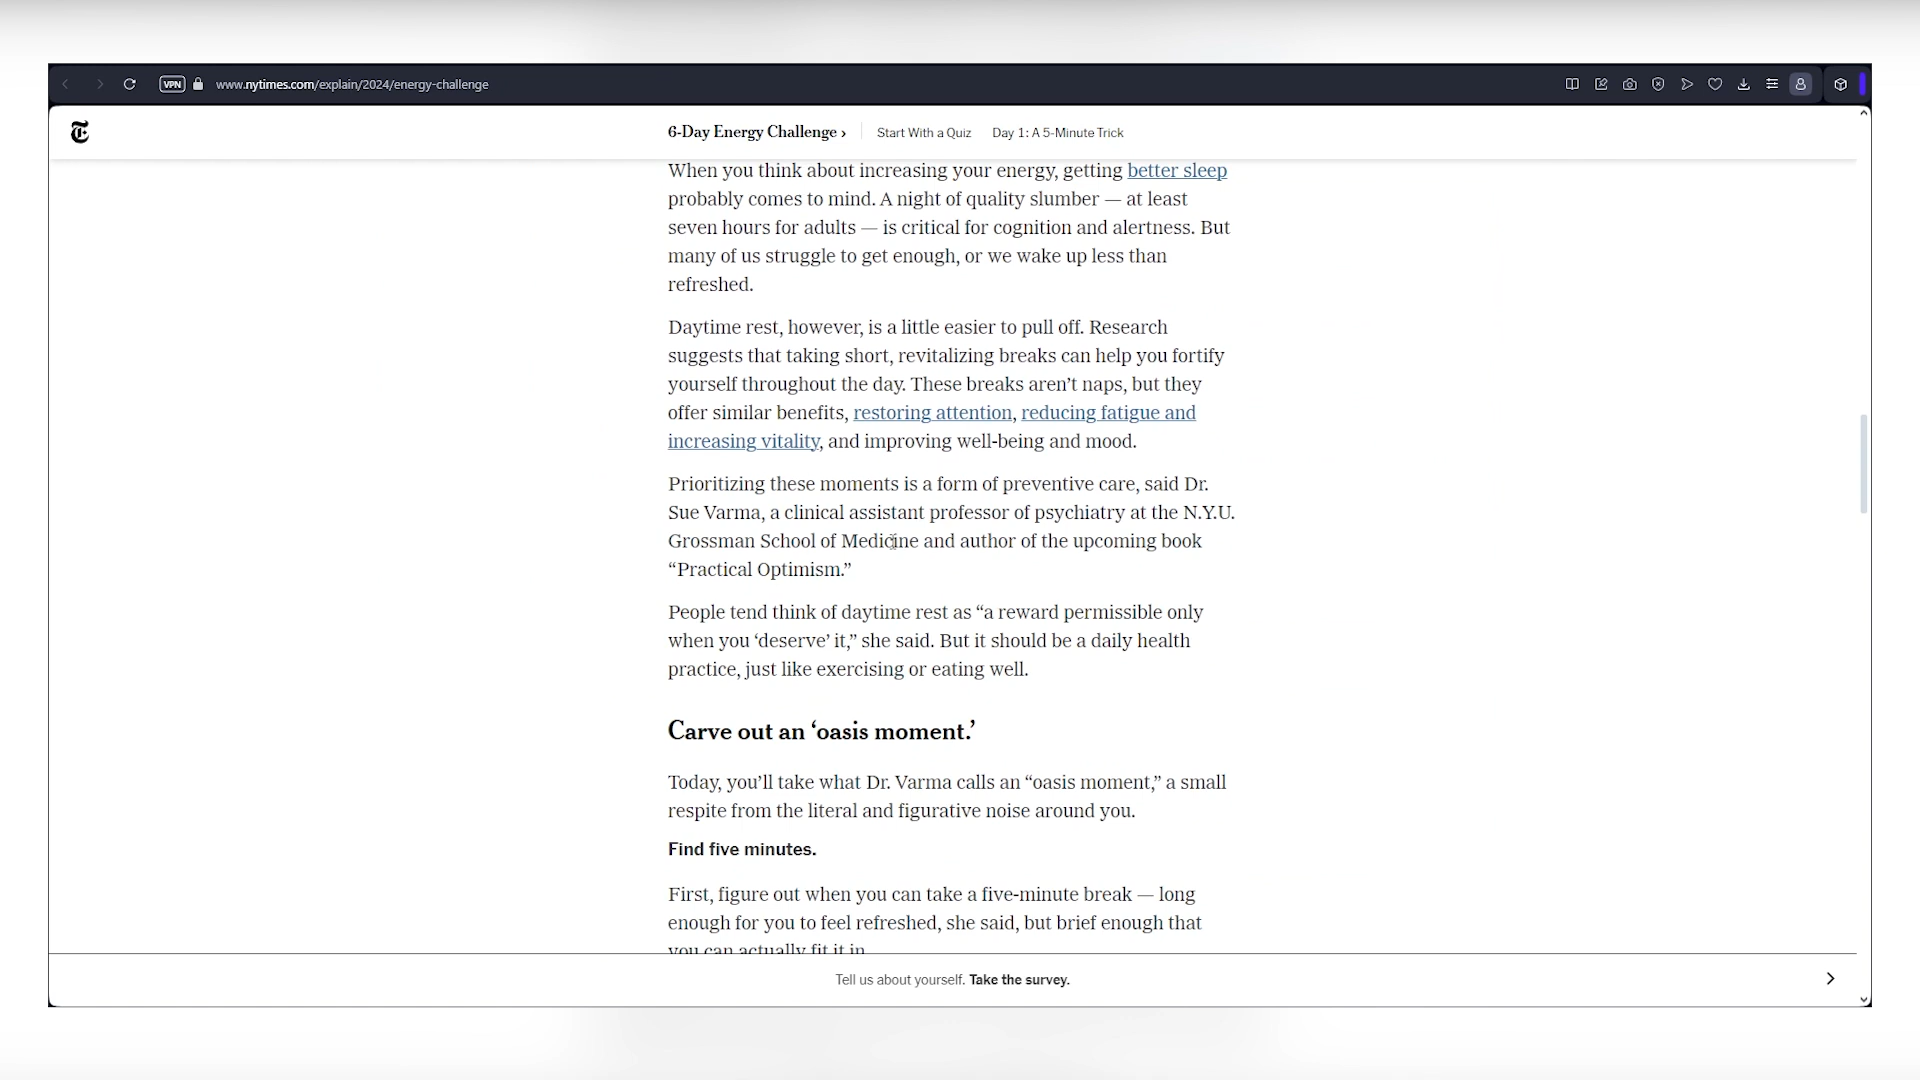 VPN www.nytimes.com/explain/2024/energy-challenge
6-Day Energy Challenge › Start With a Quiz Day 1: A 5-Minute Trick
When you think about increasing your energy, getting better sleep
probably comes to mind. A night of quality slumber — at least
seven hours for adults — is critical for cognition and alertness. But
many of us struggle to get enough, or we wake up less than
refreshed.
Daytime rest, however, is a little easier to pull off. Research
suggests that taking short, revitalizing breaks can help you fortify
yourself throughout the day. These breaks aren’t naps, but they
offer similar benefits, restoring attention, reducing fatigue and
increasing vitality, and improving well-being and mood.
Prioritizing these moments is a form of preventive care, said Dr.
Sue Varma, a clinical assistant professor of psychiatry at the N.Y.U.
Grossman School of Medicine and author of the upcoming book
“Practical Optimism.”
People tend think of daytime rest as “a reward permissible only
when you ‘deserve’ it,” she said. But it should be a daily health
practice, just like exercising or eating well.
Carve out an ‘oasis moment.’
Today, you’ll take what Dr. Varma calls an “oasis moment,” a small
respite from the literal and figurative noise around you.
Find five minutes.
First, figure out when you can take a five-minute break — long
enough for you to feel refreshed, she said, but brief enough that
you can actually fit it in.
Tell us about yourself. Take the survey.